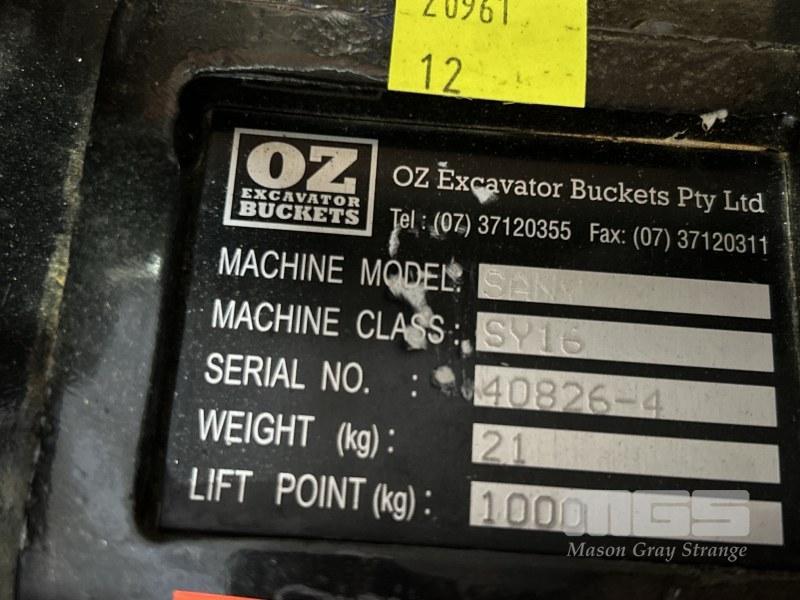 20961
12
OZ
EXCAVATOR
BUCKETS
OZ Excavator Buckets Pty Ltd
Tel : (07) 37120355 Fax: (07) 37120311
MACHINE MODEL: SANY
MACHINE CLASS : SY16
SERIAL NO. : 40826-4
WEIGHT (kg) : 21
LIFT POINT (kg) : 1000
MGS
Mason Gray Strange